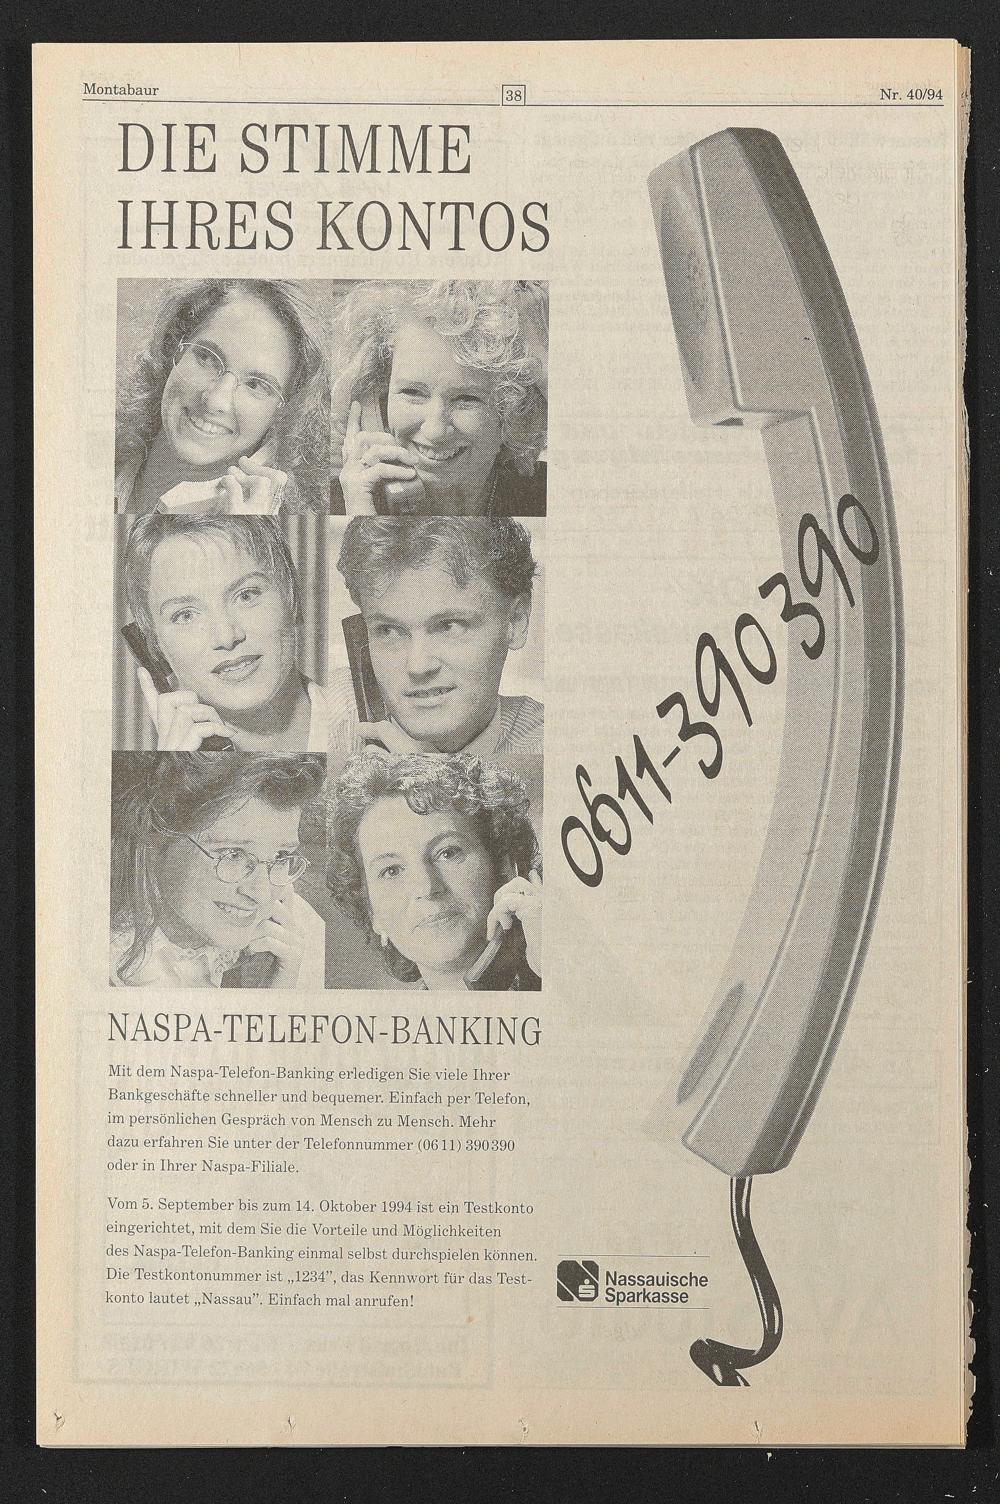 Montabaur
38
Nr. 40/94
DIE STIMME
IHRES KONTOS
0611-390390
NASPA-TELEFON-BANKING
Mit dem Naspa-Telefon-Banking erledigen Sie viele Ihrer
Bankgeschäfte schneller und bequemer. Einfach per Telefon,
im persönlichen Gespräch von Mensch zu Mensch. Mehr
dazu erfahren Sie unter der Telefonnummer (06 11) 390 390
oder in Ihrer Naspa-Filiale.
Vom 5. September bis zum 14. Oktober 1994 ist ein Testkonto
eingerichtet, mit dem Sie die Vorteile und Möglichkeiten
des Naspa-Telefon-Banking einmal selbst durchspielen können.
Die Testkontonummer ist „1234”, das Kennwort für das Test-
konto lautet „Nassau”. Einfach mal anrufen!
Nassauische
Sparkasse